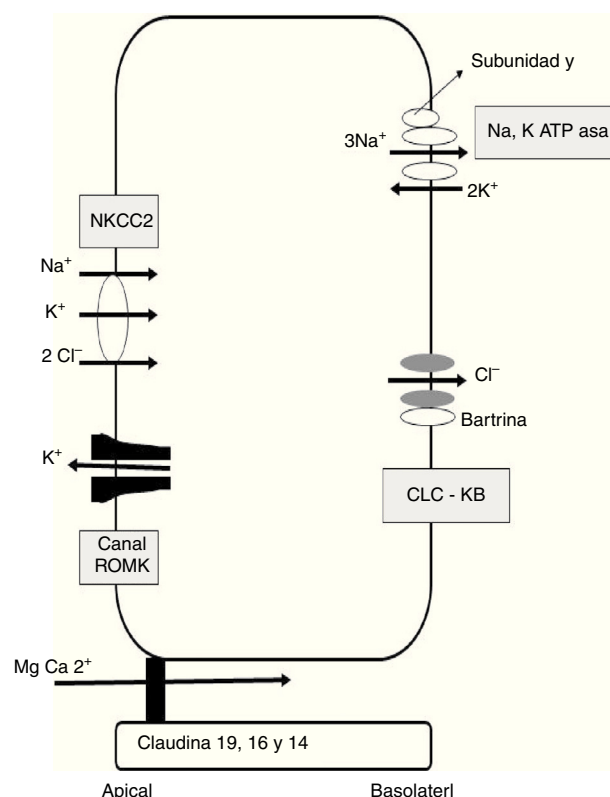 Subunidad y
Na, K ATP asa
3Na⁺
2K⁺
NKCC2
Na⁺
K⁺
2 Cl⁻
Cl⁻
Bartrina
K⁺
CLC - KB
Canal
ROMK
Mg Ca 2⁺
Claudina 19, 16 y 14
Apical
Basolaterl